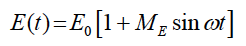 E(t) = E₀[1 + M_E sin ωt]